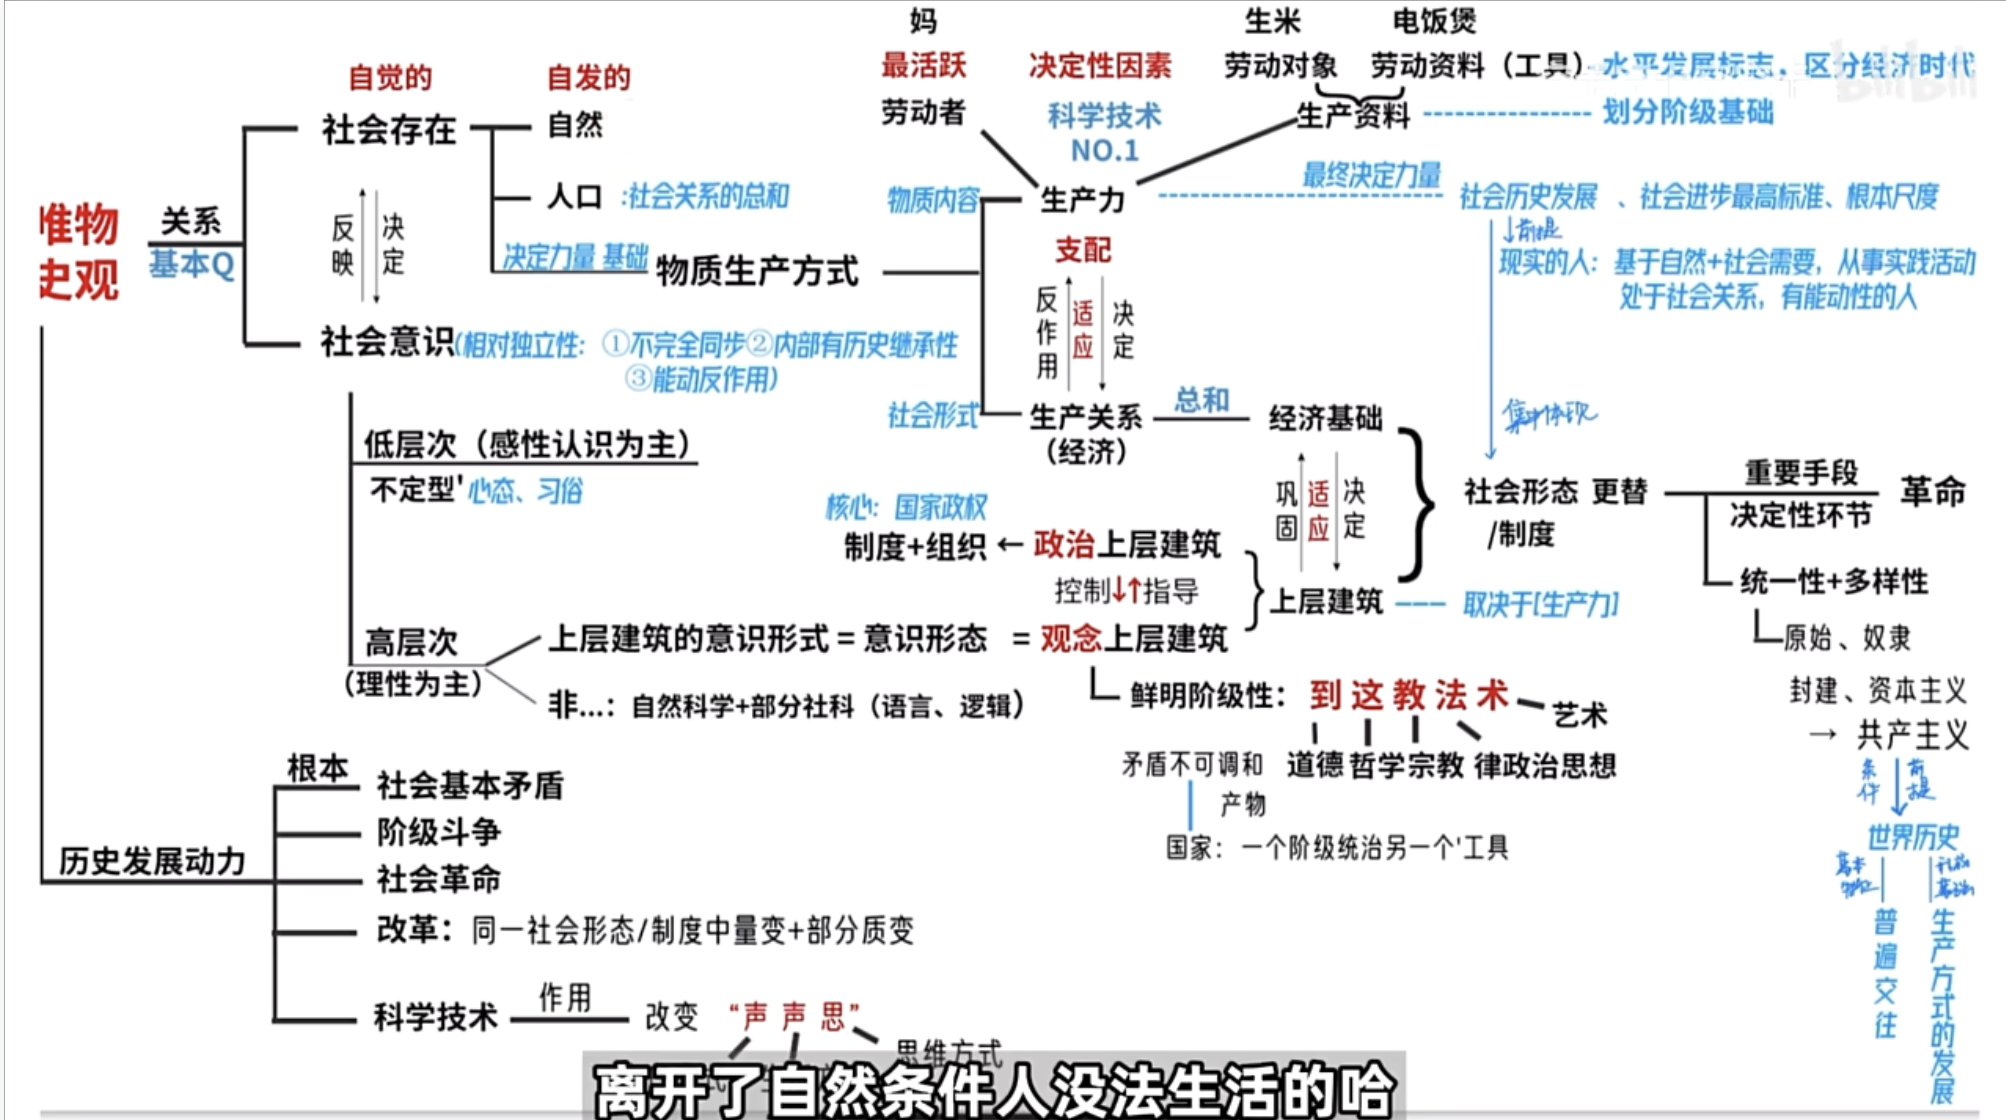 妈
生米
电饭煲
最活跃
决定性因素
劳动对象
劳动资料（工具）
水平发展标志，区分经济时代
劳动者
科学技术
NO.1
生产资料
划分阶级基础
自觉的
自发的
社会存在
自然
人口
:社会关系的总和
物质内容
生产力
最终决定力量
社会历史发展 、社会进步最高标准、根本尺度
前提
唯物
史观
关系
基本Q
反映
决定
决定力量 基础
物质生产方式
支配
现实的人：基于自然+社会需要，从事实践活动
处于社会关系，有能动性的人
反作用
适应
决定
社会意识
(相对独立性：①不完全同步②内部有历史继承性
③能动反作用）
社会形式
生产关系
（经济）
总和
经济基础
集中体现
低层次（感性认识为主）
不定型'心态、习俗
巩固
适应
决定
社会形态 更替
/制度
重要手段
决定性环节
革命
核心：国家政权
制度+组织 ← 政治上层建筑
控制↓↑指导
上层建筑
取决于[生产力]
统一性+多样性
原始、奴隶
封建、资本主义
→ 共产主义
高层次
（理性为主）
上层建筑的意识形式 = 意识形态 = 观念上层建筑
非...：自然科学+部分社科（语言、逻辑）
鲜明阶级性：到 这 教 法 术
艺术
道德 哲学 宗教 律政治思想
矛盾不可调和
产物
国家：一个阶级统治另一个'工具
条件
前提
世界历史
基本
普遍交往
生产方式的发展
历史发展动力
根本
社会基本矛盾
阶级斗争
社会革命
改革：同一社会形态/制度中量变+部分质变
科学技术
作用
改变
“声 声 思”
思维方式
离开了自然条件人没法生活的哈
bilibili